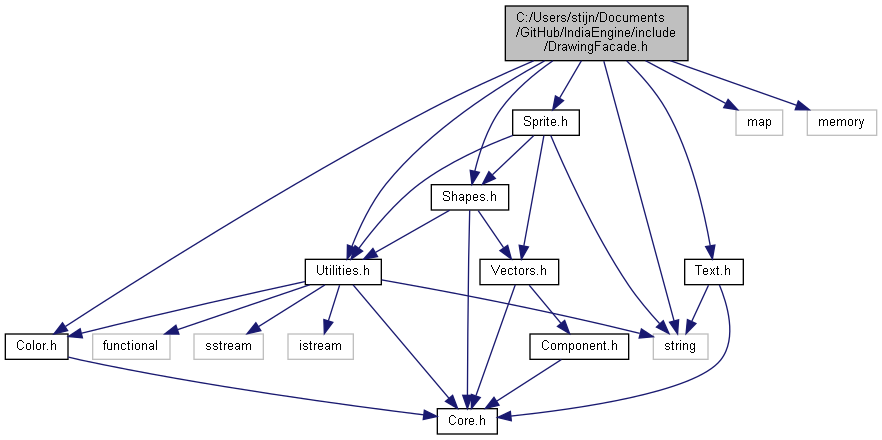 C:/Users/stijn/Documents
/GitHub/IndiaEngine/include
/DrawingFacade.h
Sprite.h
map
memory
Shapes.h
Utilities.h
Vectors.h
Text.h
Color.h
functional
sstream
istream
Component.h
string
Core.h